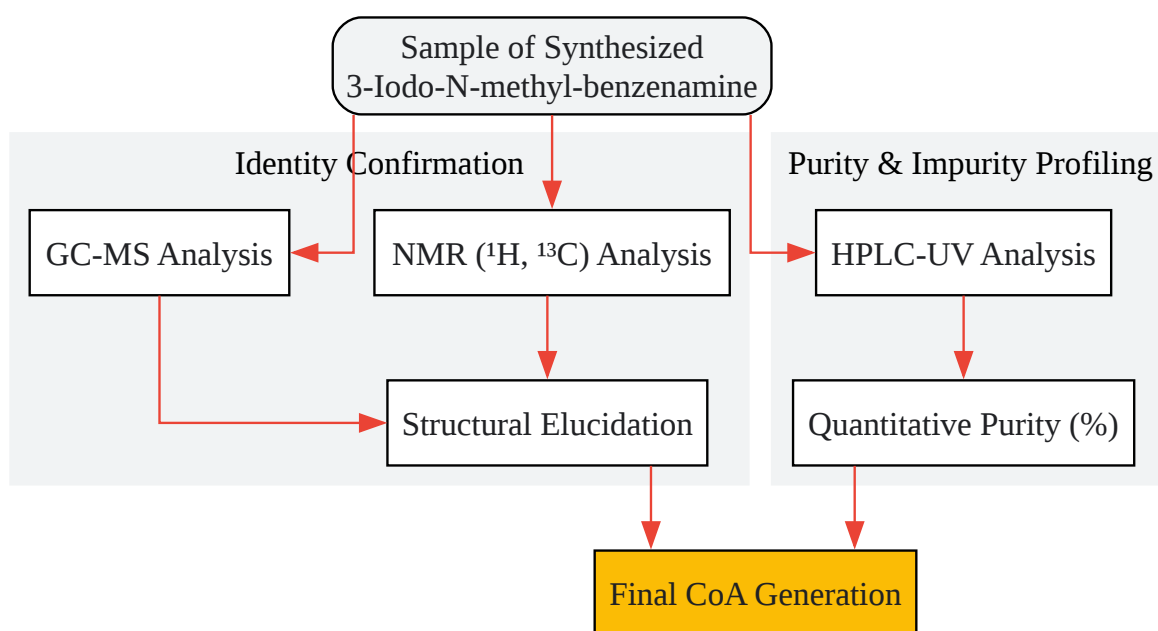 Sample of Synthesized
3-Iodo-N-methyl-benzenamine
Identity Confirmation
Purity & Impurity Profiling
GC-MS Analysis
NMR (¹H, ¹³C) Analysis
HPLC-UV Analysis
Structural Elucidation
Quantitative Purity (%)
Final CoA Generation